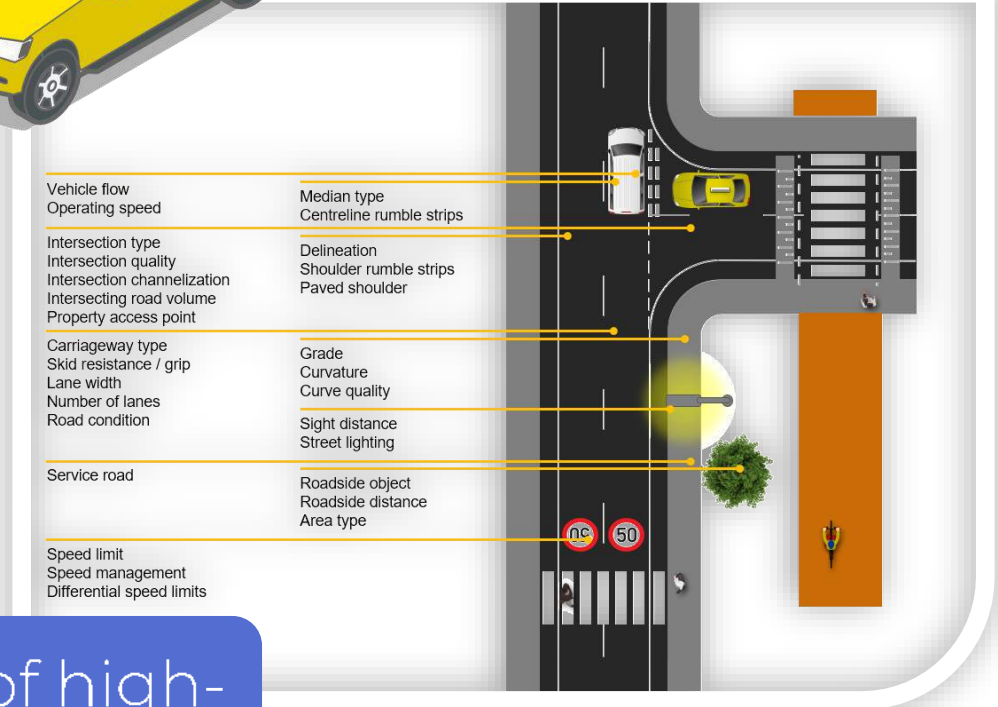 Vehicle flow
Operating speed
Median type
Centreline rumble strips
Intersection type
Intersection quality
Intersection channelization
Intersecting road volume
Property access point
Delineation
Shoulder rumble strips
Paved shoulder
Carriageway type
Skid resistance / grip
Lane width
Number of lanes
Road condition
Grade
Curvature
Curve quality
Sight distance
Street lighting
Service road
Roadside object
Roadside distance
Area type
Speed limit
Speed management
Differential speed limits
50
50
of high-